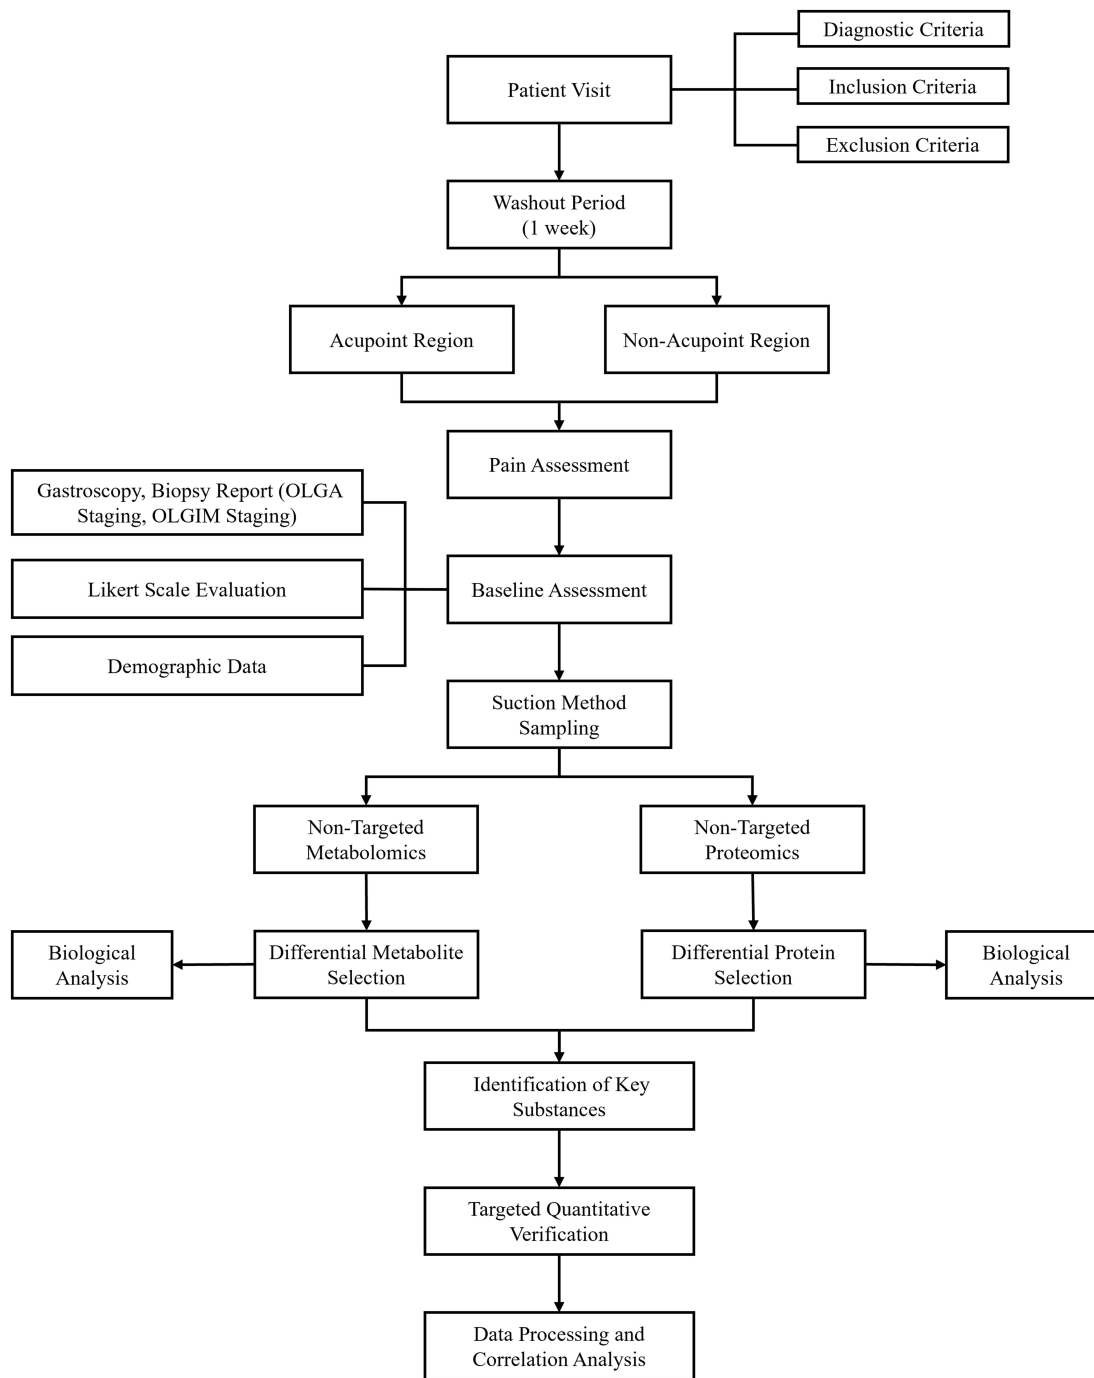 Diagnostic Criteria
Patient Visit
Inclusion Criteria
Exclusion Criteria
Washout Period
(1 week)
Acupoint Region
Non-Acupoint Region
Pain Assessment
Gastroscopy, Biopsy Report (OLGA
Staging, OLGIM Staging)
Likert Scale Evaluation
Baseline Assessment
Demographic Data
Suction Method
Sampling
Non-Targeted
Metabolomics
Non-Targeted
Proteomics
Biological
Analysis
Differential Metabolite
Selection
Differential Protein
Selection
Biological
Analysis
Identification of Key
Substances
Targeted Quantitative
Verification
Data Processing and
Correlation Analysis